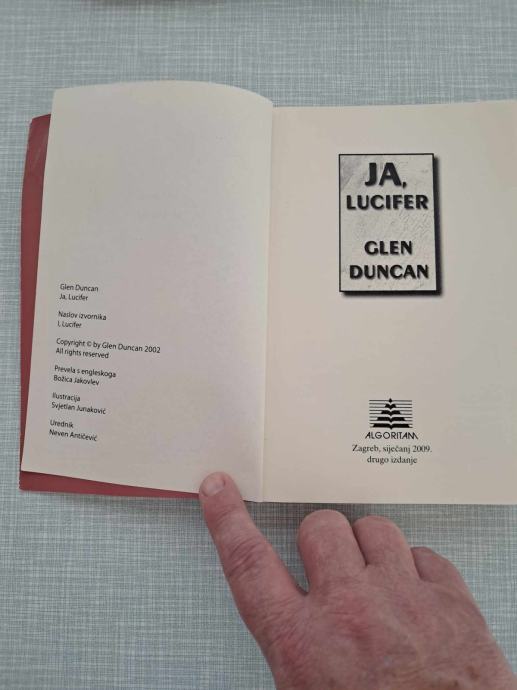 Glen Duncan
Ja, Lucifer
Naslov izvornika
I, Lucifer
Copyright © by Glen Duncan 2002
All rights reserved
Prevela s engleskoga
Božica Jakovlev
Ilustracija
Svjetlan Junaković
Urednik
Neven Antičević
JA,
LUCIFER
GLEN
DUNCAN
ALGORITAM
Zagreb, siječanj 2009.
drugo izdanje